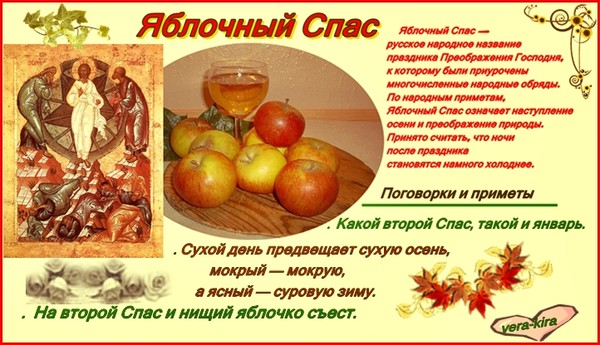 Яблочный Спас
Яблочный Спас —
русское народное название
праздника Преображения Господня,
к которому были приурочены
многочисленные народные обряды.
По народным приметам,
Яблочный Спас означает наступление
осени и преображение природы.
Принято считать, что ночи
после праздника
становятся намного холоднее.
Поговорки и приметы
. Какой второй Спас, такой и январь.
. Сухой день предвещает сухую осень,
мокрый — мокрую,
а ясный — суровую зиму.
. На второй Спас и нищий яблочко съест.
vera-kira